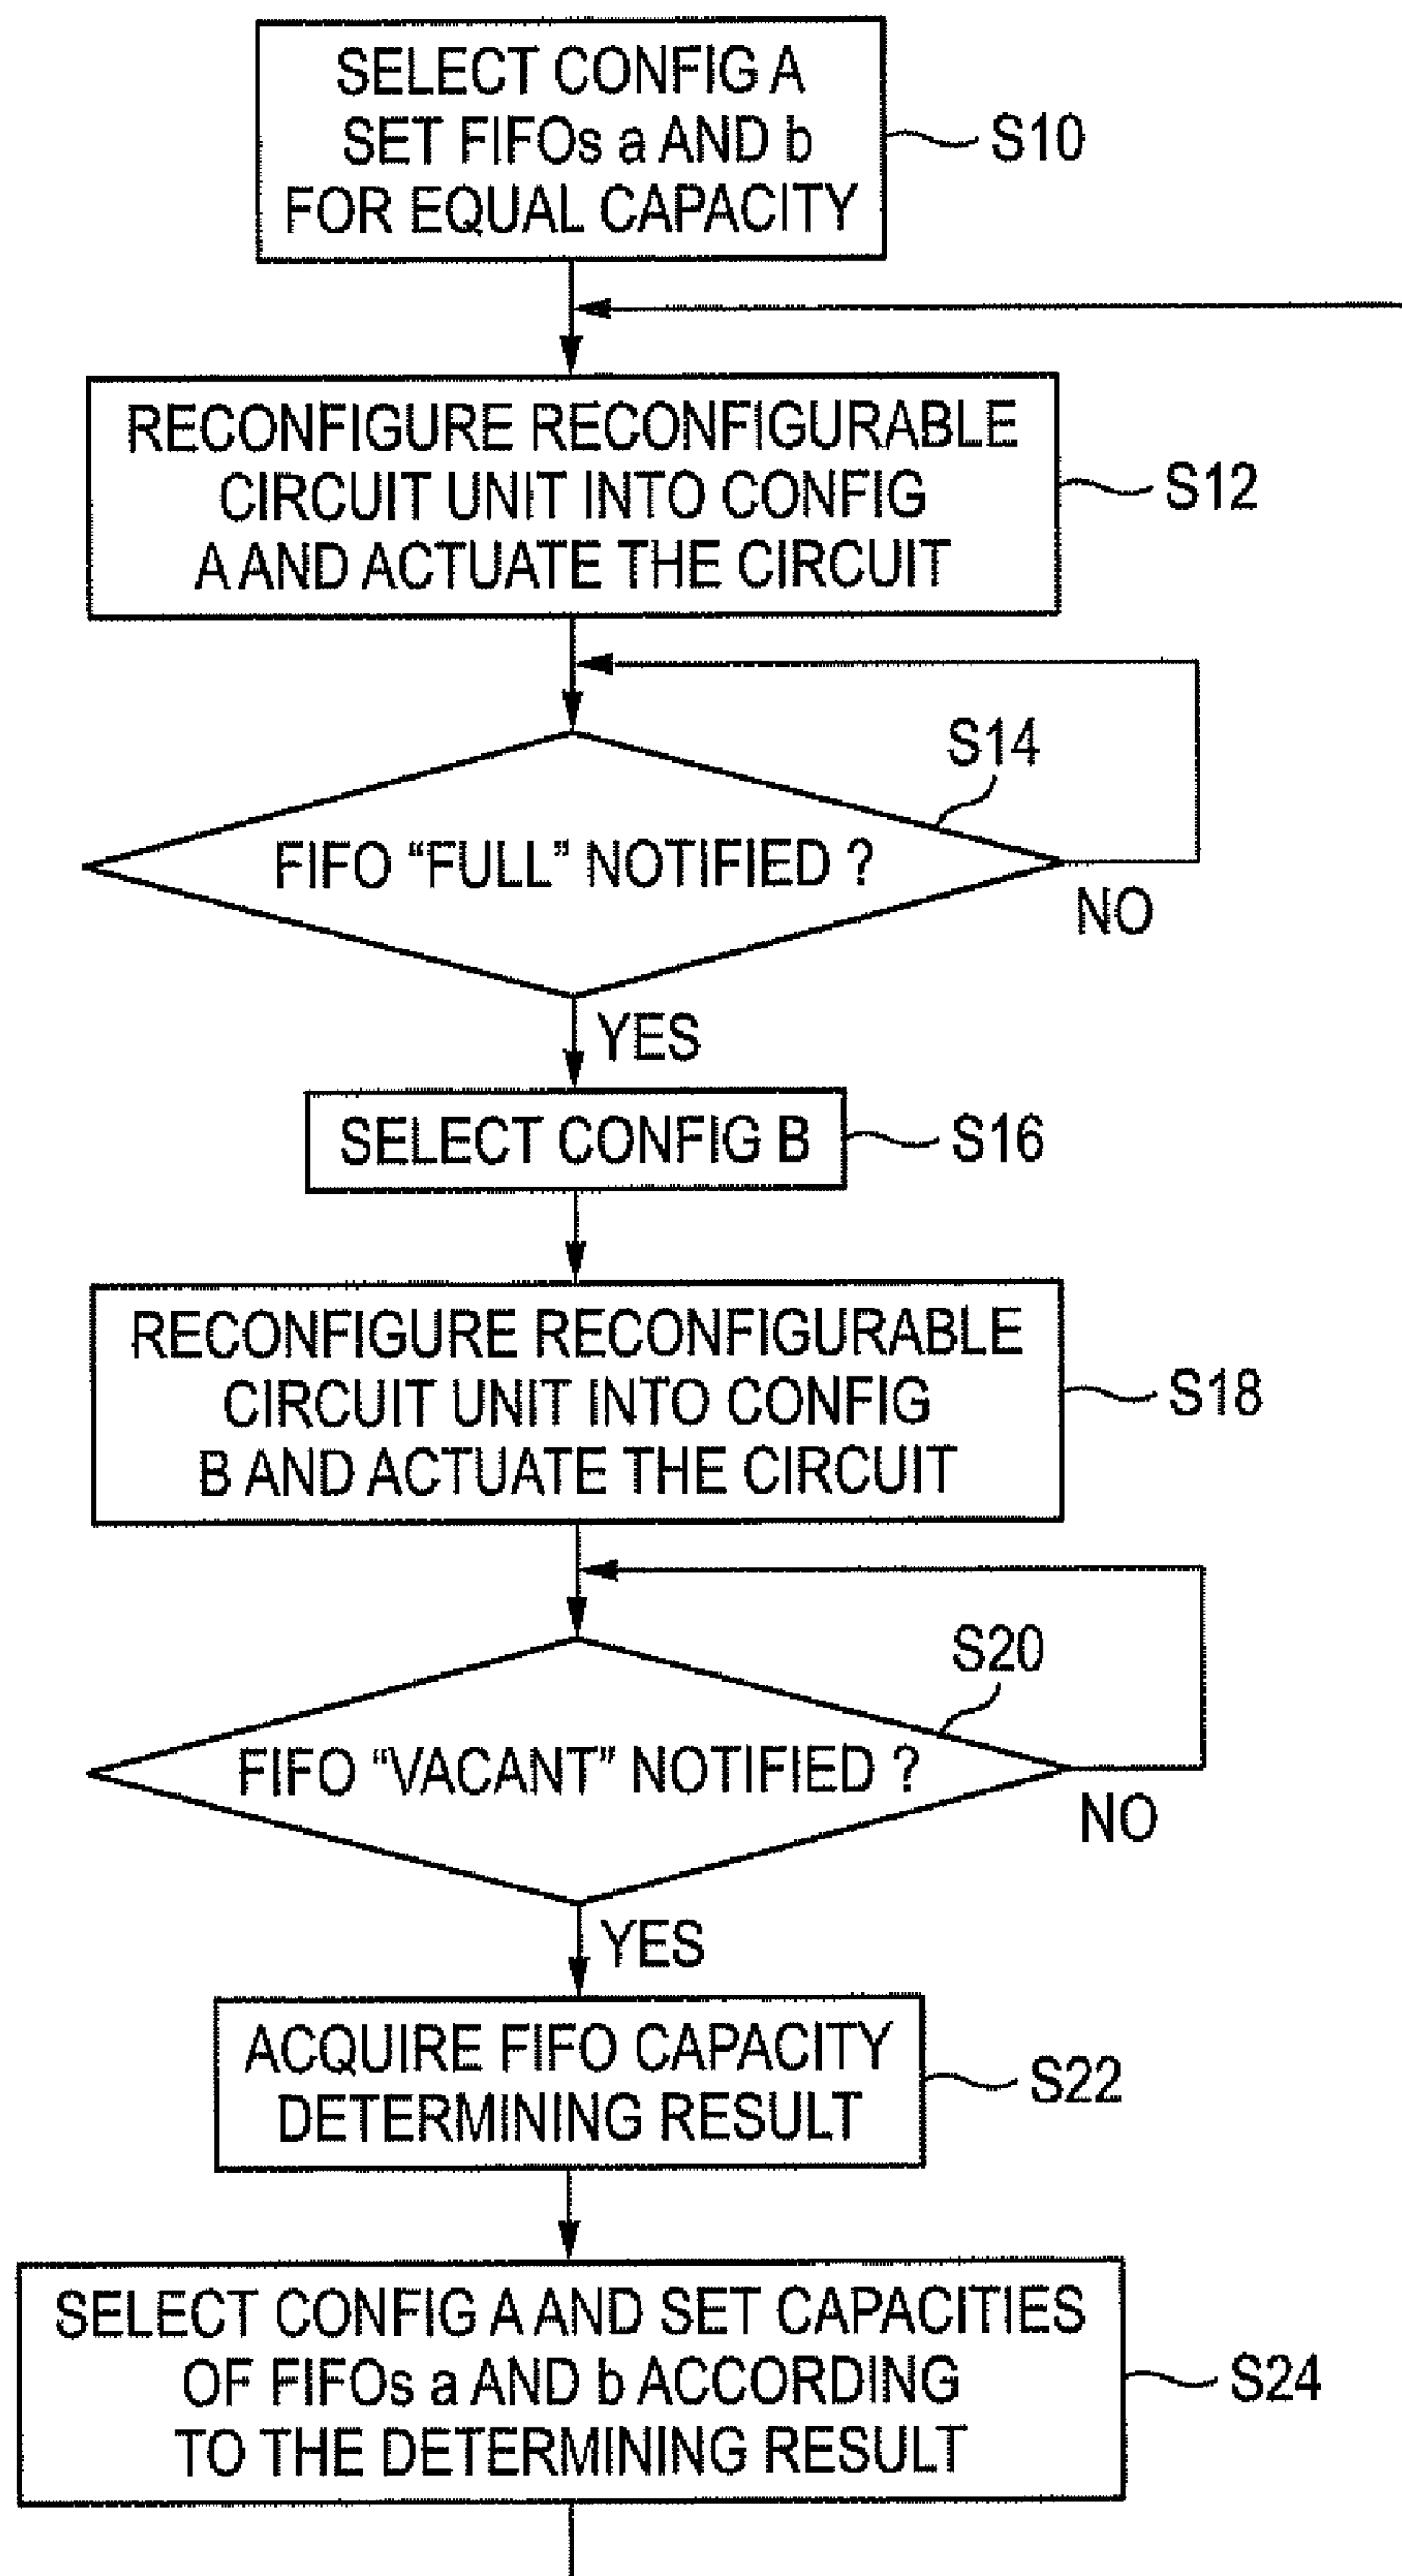 SELECT CONFIG A
SET FIFOs a AND b
FOR EQUAL CAPACITY
S10
RECONFIGURE RECONFIGURABLE
CIRCUIT UNIT INTO CONFIG
A AND ACTUATE THE CIRCUIT
S12
S14
FIFO “FULL” NOTIFIED ?
NO
YES
SELECT CONFIG B
S16
RECONFIGURE RECONFIGURABLE
CIRCUIT UNIT INTO CONFIG
B AND ACTUATE THE CIRCUIT
S18
S20
FIFO “VACANT” NOTIFIED ?
NO
YES
ACQUIRE FIFO CAPACITY
DETERMINING RESULT
S22
SELECT CONFIG A AND SET CAPACITIES
OF FIFOs a AND b ACCORDING
TO THE DETERMINING RESULT
S24